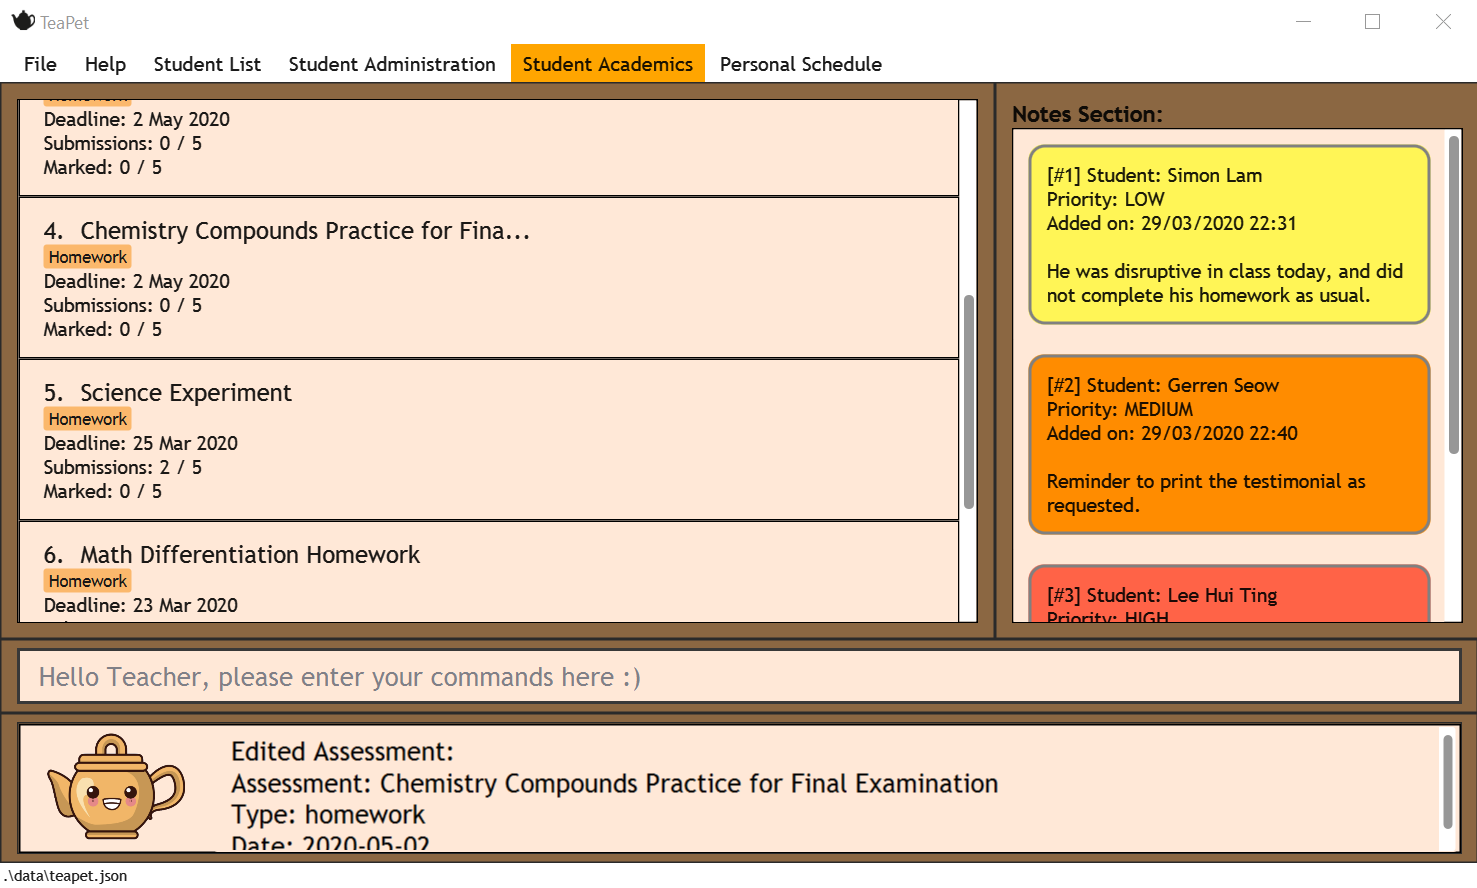 TeaPet
File Help Student List Student Administration Student Academics Personal Schedule
Homework
Deadline: 2 May 2020
Submissions: 0 / 5
Marked: 0 / 5
4. Chemistry Compounds Practice for Fina...
Homework
Deadline: 2 May 2020
Submissions: 0 / 5
Marked: 0 / 5
5. Science Experiment
Homework
Deadline: 25 Mar 2020
Submissions: 2 / 5
Marked: 0 / 5
6. Math Differentiation Homework
Homework
Deadline: 23 Mar 2020
Notes Section:
[#1] Student: Simon Lam
Priority: LOW
Added on: 29/03/2020 22:31
He was disruptive in class today, and did
not complete his homework as usual.
[#2] Student: Gerren Seow
Priority: MEDIUM
Added on: 29/03/2020 22:40
Reminder to print the testimonial as
requested.
[#3] Student: Lee Hui Ting
Priority: HIGH
Hello Teacher, please enter your commands here :)
Edited Assessment:
Assessment: Chemistry Compounds Practice for Final Examination
Type: homework
Date: 2020-05-02
.\data\teapet.json